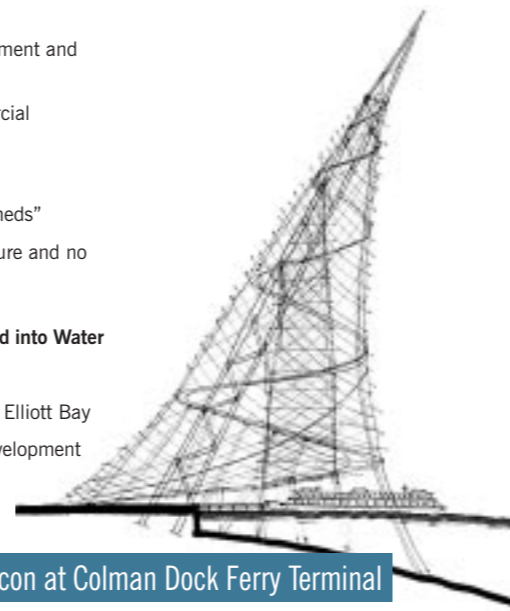 ment and
cial
neds”
ure and no
d into Water
Elliott Bay
velopment
con at Colman Dock Ferry Terminal